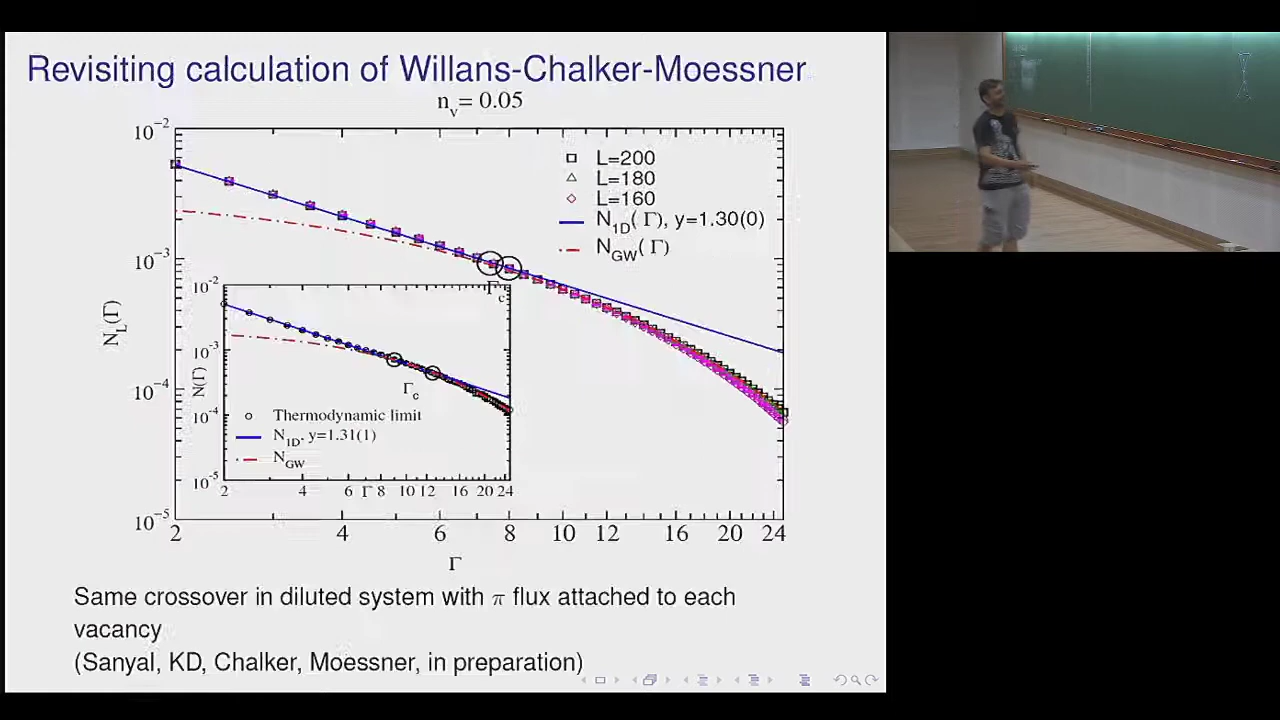 Revisiting calculation of Willans-Chalker-Moessner
n_v= 0.05
10^-2
10^-3
10^-4
10^-5
N_L(Γ)
L=200
L=180
L=160
N_1D(Γ), y=1.30(0)
N_GW(Γ)
Γ_c
10^-2
10^-3
10^-4
10^-5
N(Γ)
Γ_c
Thermodynamic limit
N_1D, y=1.31(1)
N_GW
2 4 6 Γ 8 10 12 16 20 24
2 4 6 8 10 12 16 20 24
Γ
Same crossover in diluted system with π flux attached to each
vacancy
(Sanyal, KD, Chalker, Moessner, in preparation)